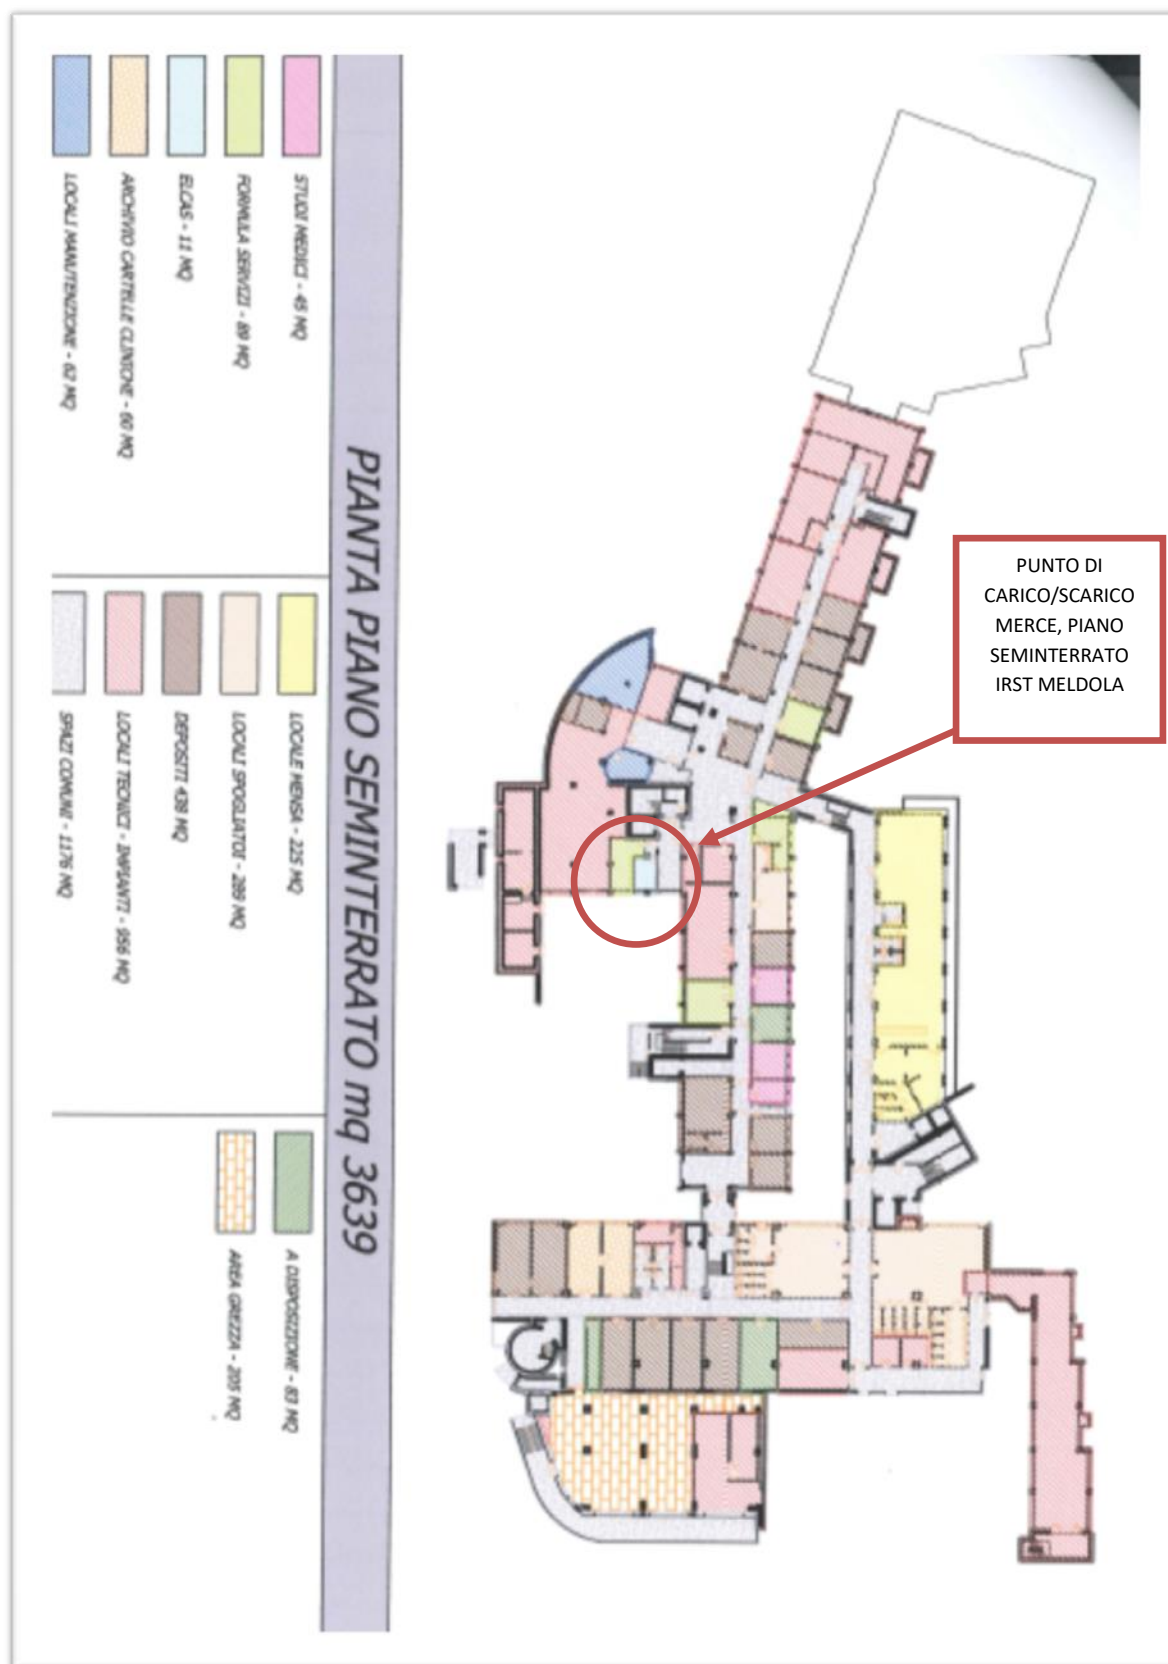 PUNTO DI
CARICO/SCARICO
MERCE, PIANO
SEMINTERRATO
IRST MELDOLA
PIANTA PIANO SEMINTERRATO mq 3639
STUDI MEDICI - 45 MQ
FORMULA SERVIZI - 89 MQ
ELCAS - 11 MQ
ARCHIVIO CARTELLE CLINICHE - 60 MQ
LOCALI MANUTENZIONE - 62 MQ
LOCALE MENSA - 225 MQ
LOCALI SPOGLIATOI - 289 MQ
DEPOSITI 439 MQ
LOCALI TECNICI - IMPIANTI - 956 MQ
SPAZI COMUNI - 1176 MQ
A DISPOSIZIONE - 83 MQ
AREA GREZZA - 205 MQ